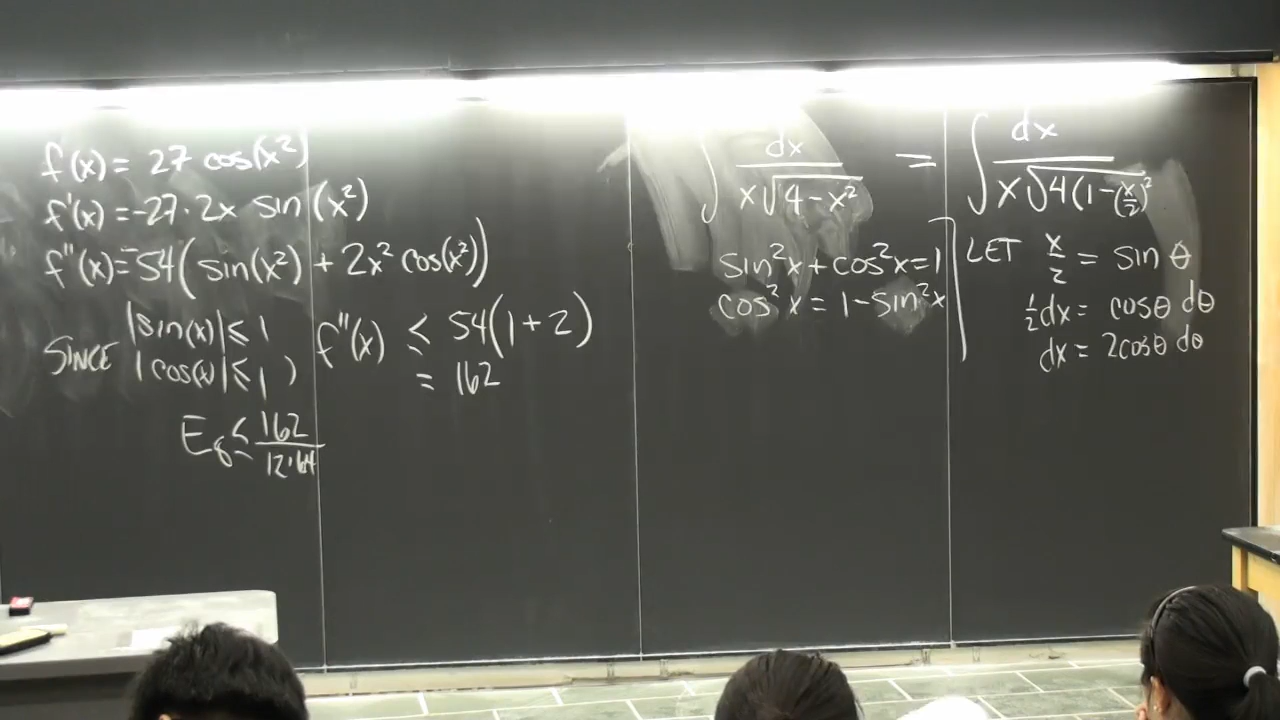 f(x) = 27 cos(x²)
f'(x) = -27·2x sin(x²)
f''(x) = -54(sin(x²) + 2x² cos(x²))
SINCE |sin(x)| ≤ 1
|cos(x)| ≤ 1
f''(x) ≤ 54(1+2)
= 162
E₈ ≤ 162/12·64
∫ dx/x√4-x² = ∫ dx/x√4(1-(x/2)²
sin²x + cos²x = 1
cos²x = 1 - sin²x
LET x/2 = sin θ
½dx = cosθ dθ
dx = 2cosθ dθ